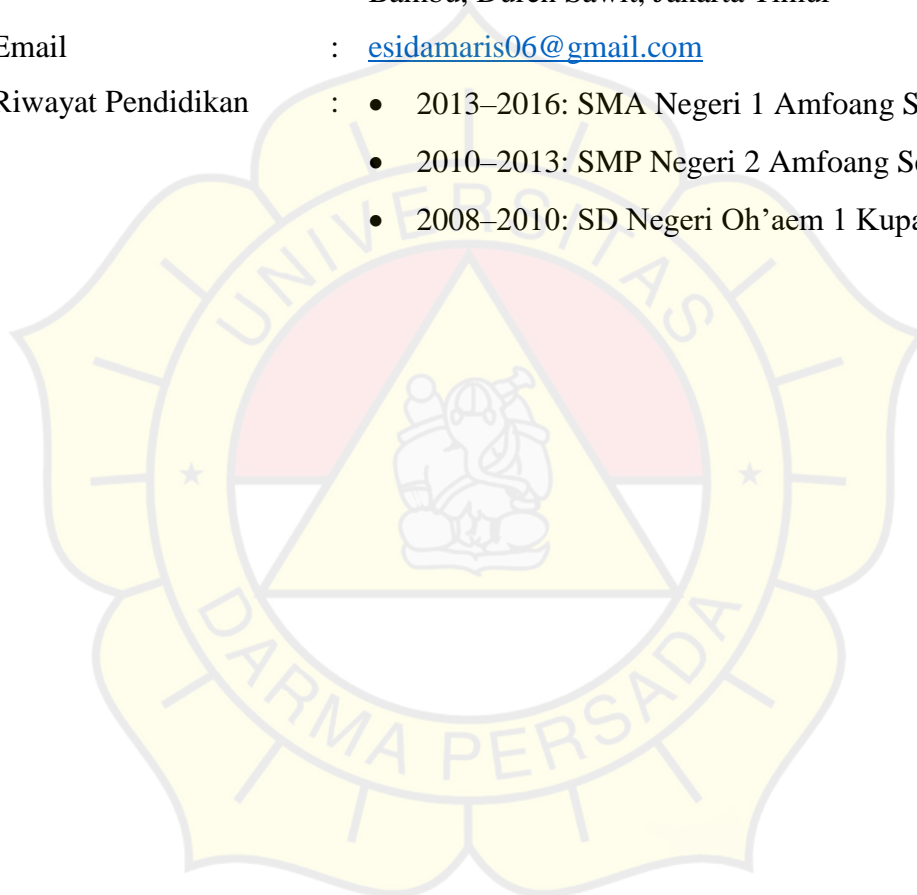 Email : esidamaris06@gmail.com
Riwayat Pendidikan : • 2013–2016: SMA Negeri 1 Amfoang
• 2010–2013: SMP Negeri 2 Amfoang
• 2008–2010: SD Negeri Oh’aem 1
UNIVERSITAS
DARMA PERSADA